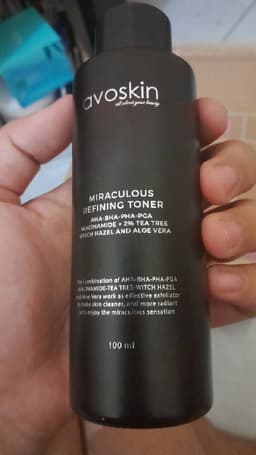 avoskin
all about your beauty
MIRACULOUS
REFINING TONER
AHA-BHA-PHA-PGA
NIACINAMIDE + 2% TEA TREE
WITCH HAZEL AND ALOE VERA
The combination of AHA-BHA-PHA-PGA
NIACINAMIDE-TEA TREE-WITCH HAZEL
and Aloe Vera work as effective exfoliator
to make skin cleaner, and more radiant
Let's enjoy the miraculous sensation
100 ml